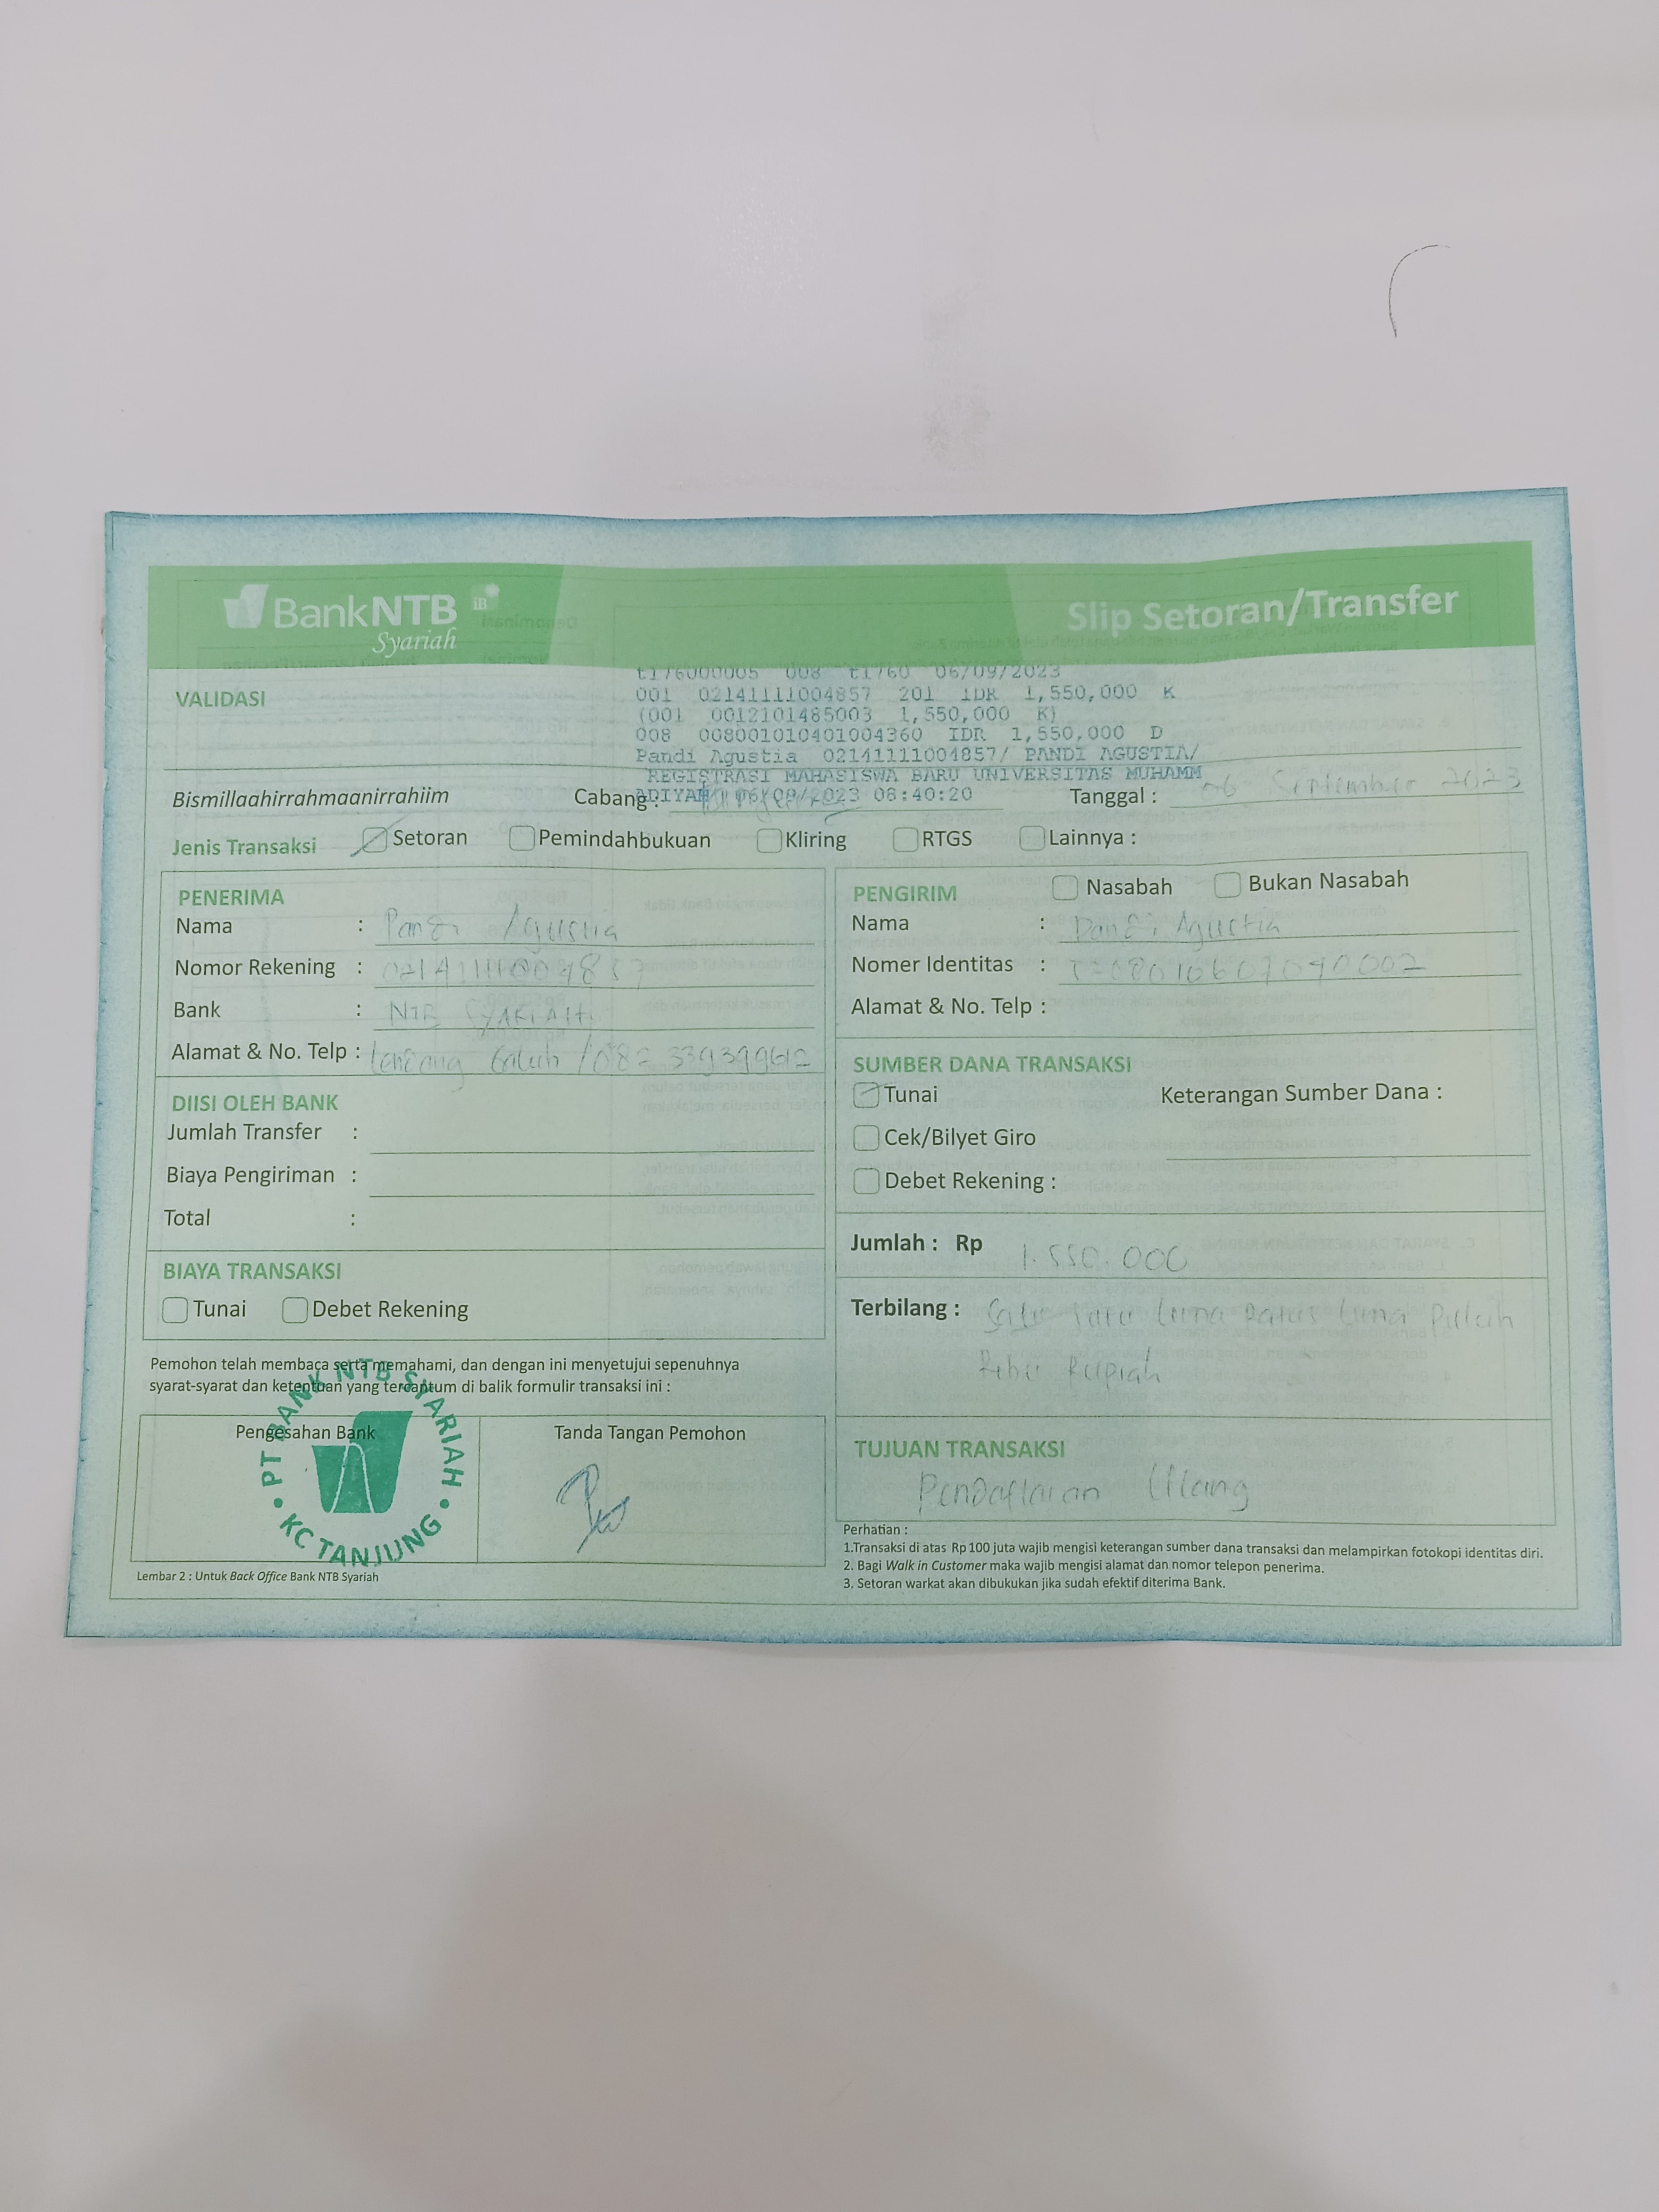 BankNTB iB
Syariah
Slip Setoran/Transfer
VALIDASI
t176000005 008 t1760 06/09/2023
001 02141111004857 201 IDR 1,550,000 K
(001 0012101485003 1,550,000 K)
008 008001010401004360 IDR 1,550,000 D
Pandi Agustia 02141111004857/ PANDI AGUSTIA/
REGISTRASI MAHASISWA BARU UNIVERSITAS MUHAMM
ADIYAH 06/09/2023 08:40:20
Bismillaahirrahmaanirrahiim
Cabang :
Tanggal : 06 September 2023
Jenis Transaksi Setoran Pemindahbukuan Kliring RTGS Lainnya :
PENERIMA
Nama : Pandi Agustia
Nomor Rekening : 02141111004857
Bank : NTB SYARIAH
Alamat & No. Telp :
DIISI OLEH BANK
Jumlah Transfer :
Biaya Pengiriman :
Total :
BIAYA TRANSAKSI
Tunai Debet Rekening
Pemohon telah membaca serta memahami, dan dengan ini menyetujui sepenuhnya
syarat-syarat dan ketentuan yang tercantum di balik formulir transaksi ini :
Pengesahan Bank
PT BANK NTB SYARIAH
KC TANJUNG
Tanda Tangan Pemohon
Lembar 2 : Untuk Back Office Bank NTB Syariah
PENGIRIM Nasabah Bukan Nasabah
Nama : Pandi Agustia
Nomer Identitas :
Alamat & No. Telp :
SUMBER DANA TRANSAKSI
Tunai Keterangan Sumber Dana :
Cek/Bilyet Giro
Debet Rekening :
Jumlah : Rp 1.550.000
Terbilang : Satu Juta Lima Ratus Lima Puluh
Ribu Rupiah
TUJUAN TRANSAKSI
Pendaftaran Ulang
Perhatian :
1.Transaksi di atas Rp 100 juta wajib mengisi keterangan sumber dana transaksi dan melampirkan fotokopi identitas diri.
2. Bagi Walk in Customer maka wajib mengisi alamat dan nomor telepon penerima.
3. Setoran warkat akan dibukukan jika sudah efektif diterima Bank.